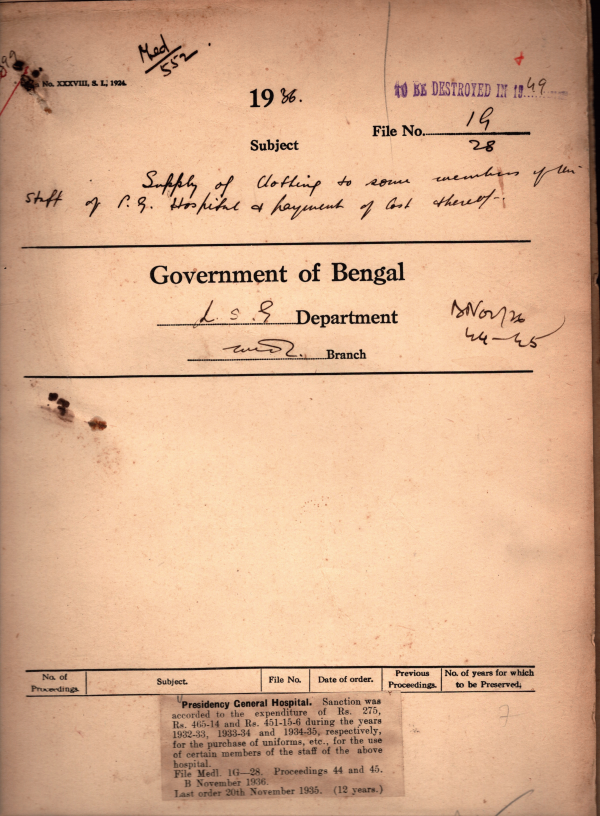 Med
552
No. XXXVIII, S. L., 1924.
TO BE DESTROYED IN 1949
1936.
File No. 1G
28
Subject
Supply of Clothing to some members of the
staff of P. G. Hospital & payment of Cost thereof.
Government of Bengal
L. S. G Department
Branch
B Nov/36
44-45
No. of
Proceedings.
Subject.
File No.
Date of order.
Previous
Proceedings.
No. of years for which
to be Preserved.
Presidency General Hospital. Sanction was
accorded to the expenditure of Rs. 275,
Rs. 465-14 and Rs. 451-15-6 during the years
1932-33, 1933-34 and 1934-35, respectively,
for the purchase of uniforms, etc., for the use
of certain members of the staff of the above
hospital.
File Medl. 1G—28. Proceedings 44 and 45.
B November 1936.
Last order 20th November 1935. (12 years.)